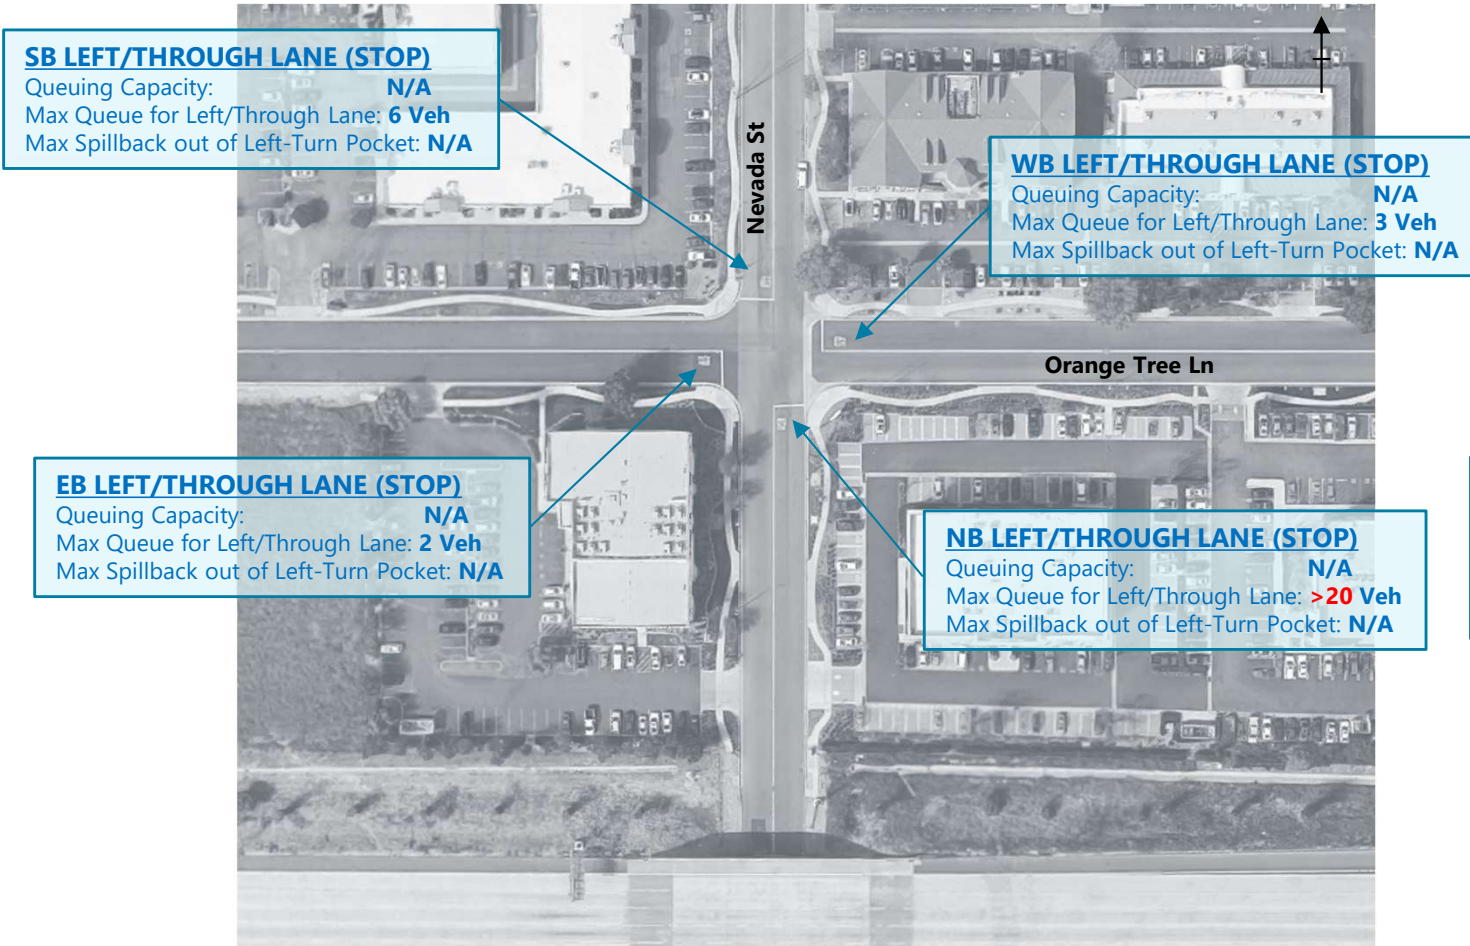 SB LEFT/THROUGH LANE (STOP)
Queuing Capacity: N/A
Max Queue for Left/Through Lane: 6 Veh
Max Spillback out of Left-Turn Pocket: N/A
Nevada St
WB LEFT/THROUGH LANE (STOP)
Queuing Capacity: N/A
Max Queue for Left/Through Lane: 3 Veh
Max Spillback out of Left-Turn Pocket: N/A
Orange Tree Ln
EB LEFT/THROUGH LANE (STOP)
Queuing Capacity: N/A
Max Queue for Left/Through Lane: 2 Veh
Max Spillback out of Left-Turn Pocket: N/A
NB LEFT/THROUGH LANE (STOP)
Queuing Capacity: N/A
Max Queue for Left/Through Lane: >20 Veh
Max Spillback out of Left-Turn Pocket: N/A